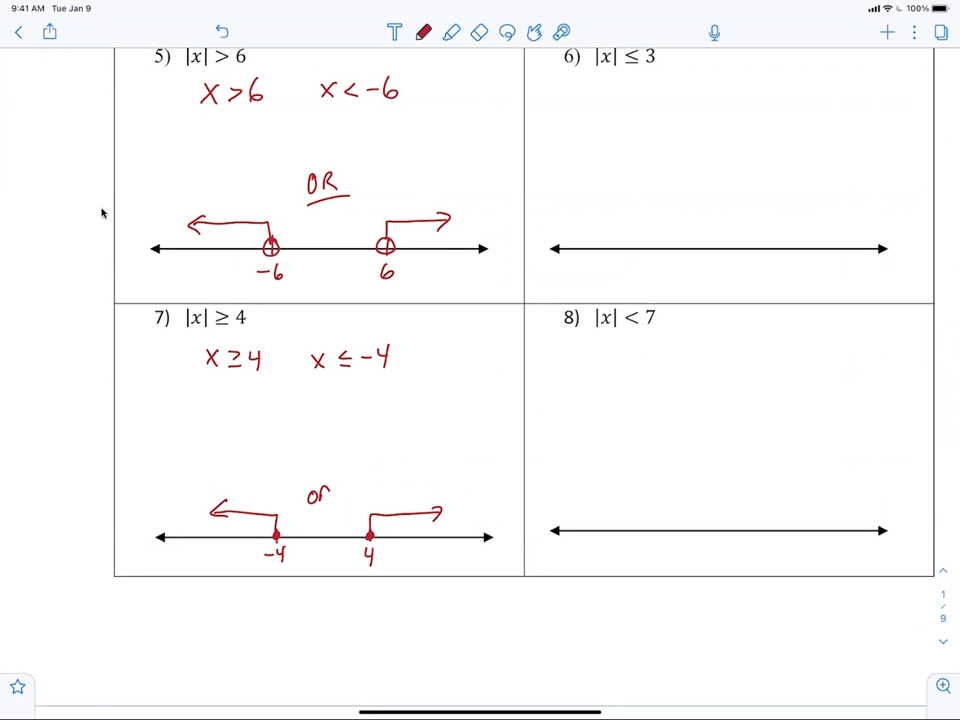 9:41 AM Tue Jan 9
100%
5) |x| > 6
x > 6 x < -6
OR
-6 6
6) |x| ≤ 3
7) |x| ≥ 4
x ≥ 4 x ≤ -4
or
-4 4
8) |x| < 7
1
/
9